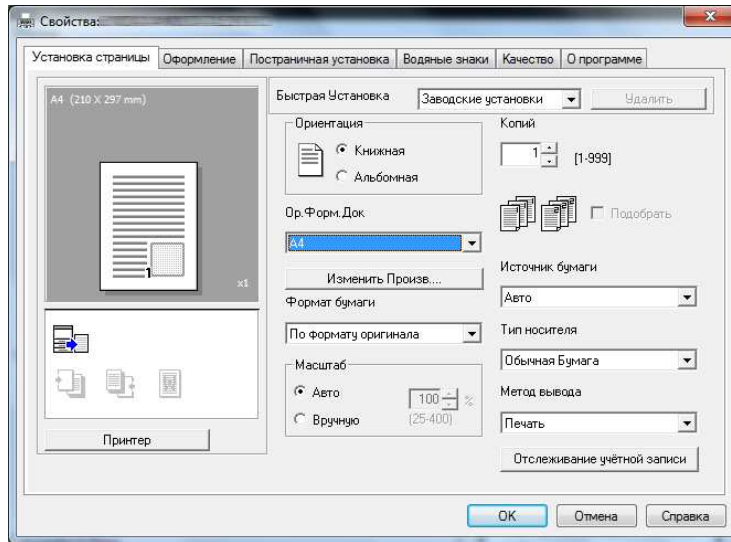 Свойства:
Установка страницы Оформление Постраничная установка Водяные знаки Качество О программе
A4 (210 X 297 mm)
1
x1
Принтер
Быстрая Установка Заводские установки Удалить
Ориентация
Книжная
Альбомная
Ор.Форм.Док
A4
Изменить Произв....
Формат бумаги
По формату оригинала
Масштаб
Авто 100 %
Вручную (25-400)
Копий
1 [1-999]
Подобрать
Источник бумаги
Авто
Тип носителя
Обычная Бумага
Метод вывода
Печать
Отслеживание учётной записи
OK Отмена Справка